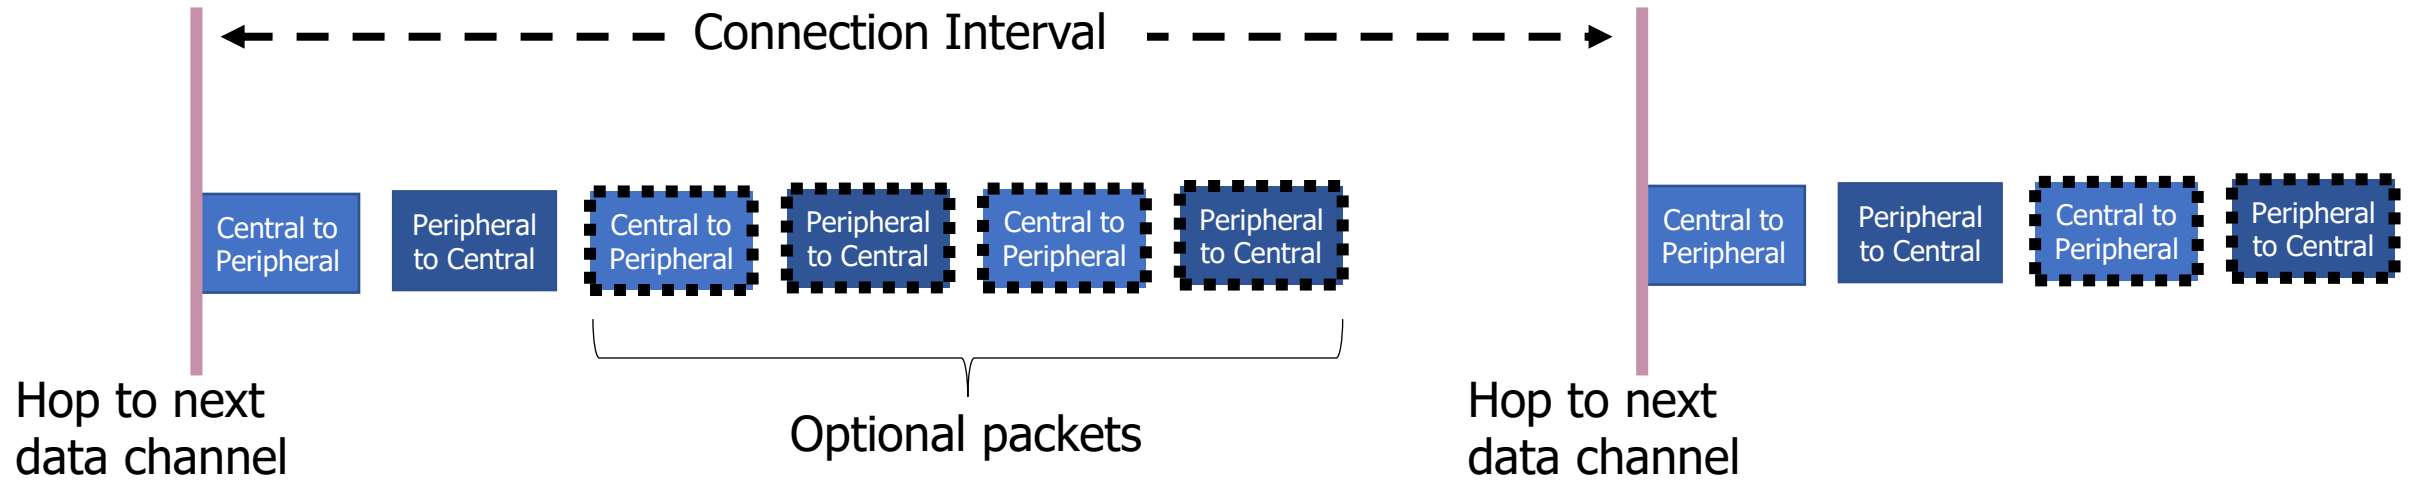 Connection Interval
Central to
Peripheral
Peripheral
to Central
Central to
Peripheral
Peripheral
to Central
Central to
Peripheral
Peripheral
to Central
Central to
Peripheral
Peripheral
to Central
Central to
Peripheral
Peripheral
to Central
Hop to next
data channel
Optional packets
Hop to next
data channel